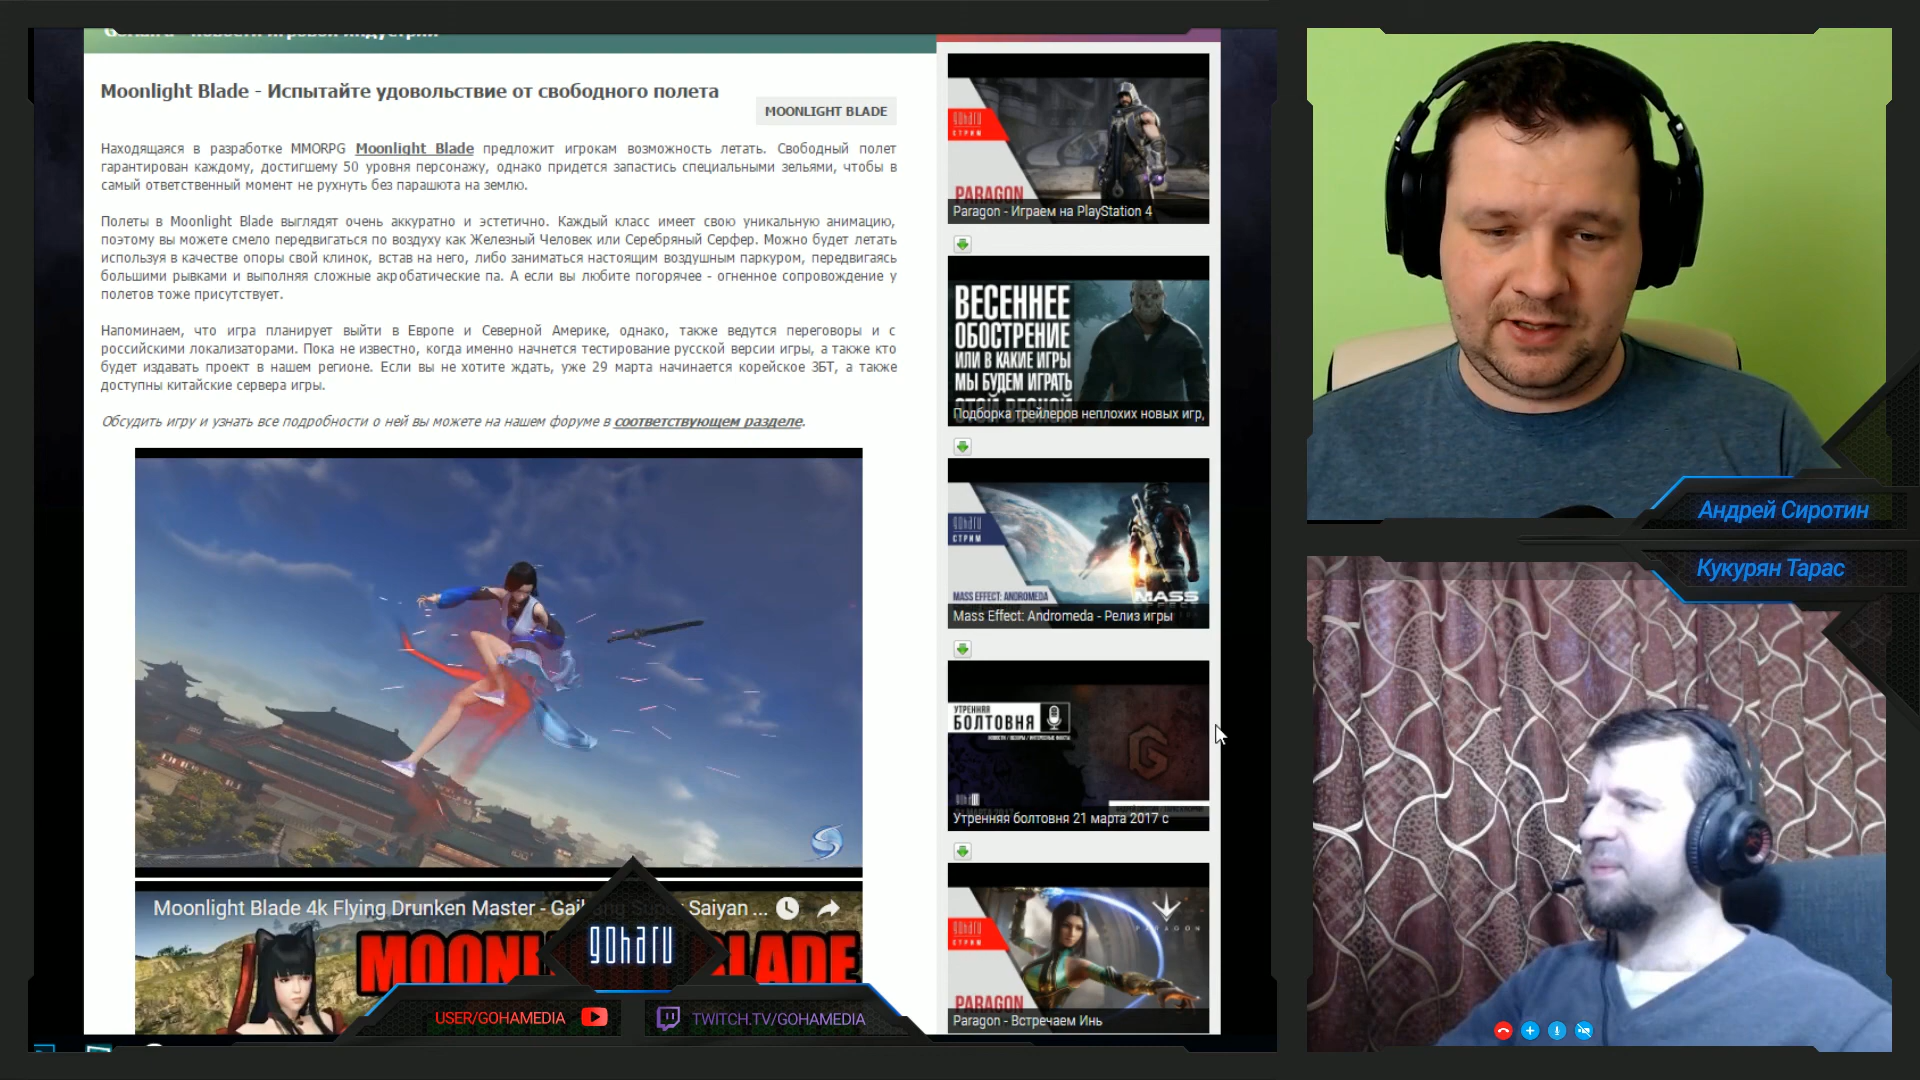 Moonlight Blade - Испытайте удовольствие от свободного полета
MOONLIGHT BLADE
Находящаяся в разработке MMORPG Moonlight Blade предложит игрокам возможность летать. Свободный полет
гарантирован каждому, достигшему 50 уровня персонажу, однако придется запастись специальными зельями, чтобы в
самый ответственный момент не рухнуть без парашюта на землю.
Полеты в Moonlight Blade выглядят очень аккуратно и эстетично. Каждый класс имеет свою уникальную анимацию,
поэтому вы можете смело передвигаться по воздуху как Железный Человек или Серебряный Серфер. Можно будет летать
используя в качестве опоры свой клинок, встав на него, либо заниматься настоящим воздушным паркуром, передвигаясь
большими рывками и выполняя сложные акробатические па. А если вы любите погорячее - огненное сопровождение у
полетов тоже присутствует.
Напоминаем, что игра планирует выйти в Европе и Северной Америке, однако, также ведутся переговоры и с
российскими локализаторами. Пока не известно, когда именно начнется тестирование русской версии игры, а также кто
будет издавать проект в нашем регионе. Если вы не хотите ждать, уже 29 марта начинается корейское ЗБТ, а также
доступны китайские сервера игры.
Обсудить игру и узнать все подробности о ней вы можете на нашем форуме в соответствующем разделе.
Moonlight Blade 4k Flying Drunken Master - Saiyan ...
goharu
USER/GOHAMEDIA
TWITCH.TV/GOHAMEDIA
goharu
СТРИМ
PARAGON
Paragon - Играем на PlayStation 4
ВЕСЕННЕЕ
ОБОСТРЕНИЕ
ИЛИ В КАКИЕ ИГРЫ
МЫ БУДЕМ ИГРАТЬ
ЭТОЙ ВЕСНОЙ
Подборка трейлеров неплохих новых игр,
goharu
СТРИМ
MASS EFFECT: ANDROMEDA
MASS
Mass Effect: Andromeda - Релиз игры
УТРЕННЯЯ
БОЛТОВНЯ
Утренняя болтовня 21 марта 2017 с
goharu
СТРИМ
PARAGON
PARAGON
Paragon - Встречаем Инь
Андрей Сиротин
Кукурян Тарас